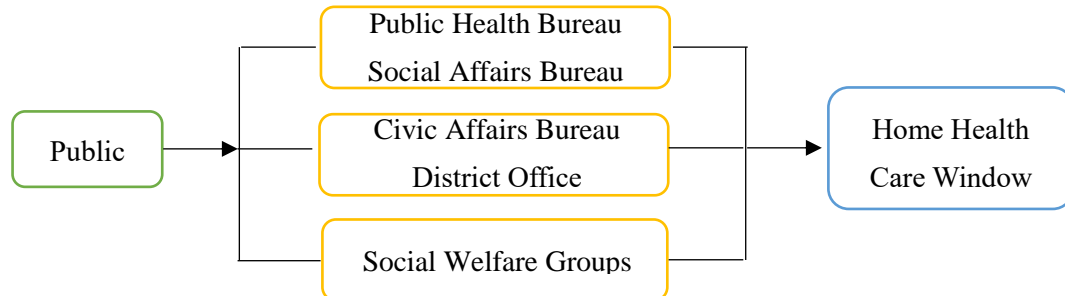 Public
Public Health Bureau
Social Affairs Bureau
Civic Affairs Bureau
District Office
Social Welfare Groups
Home Health
Care Window